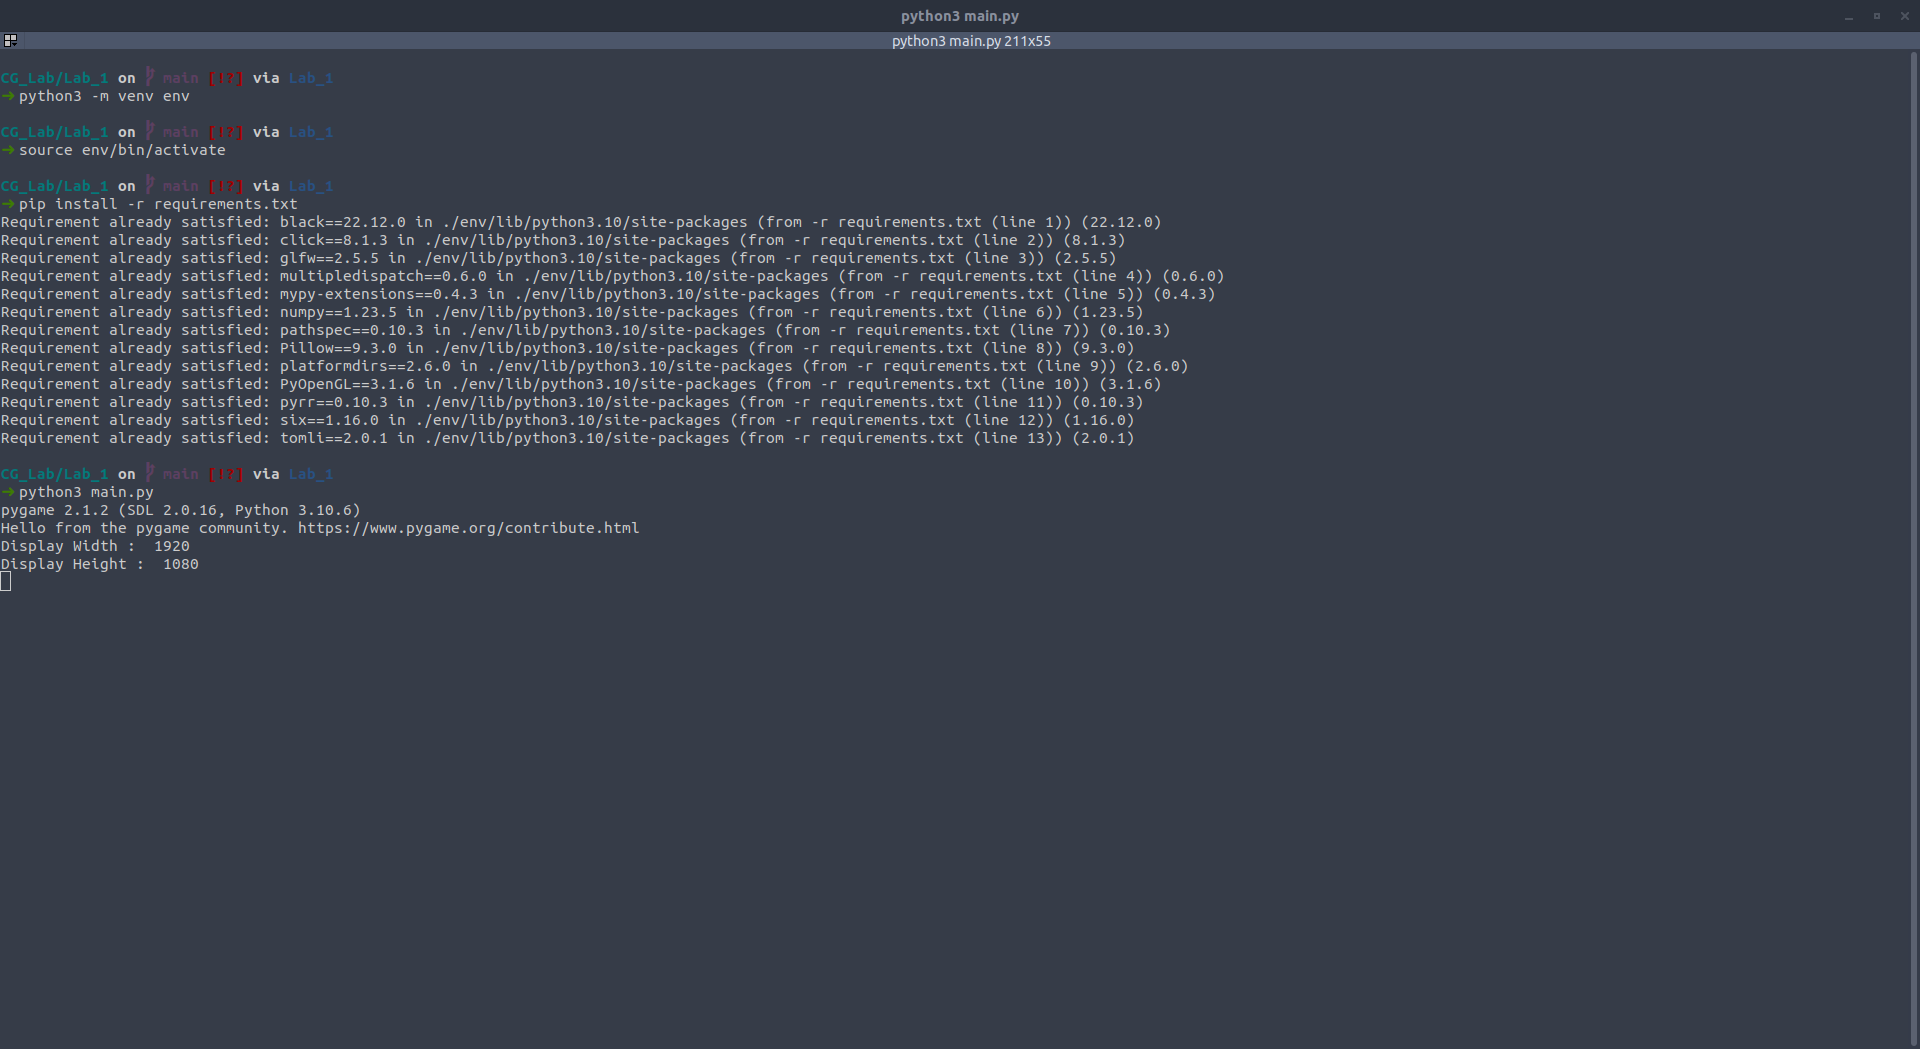 python3 main.py
python3 main.py 211x55
CG_Lab/Lab_1 on main [!?] via Lab_1
➜ python3 -m venv env
CG_Lab/Lab_1 on main [!?] via Lab_1
➜ source env/bin/activate
CG_Lab/Lab_1 on main [!?] via Lab_1
➜ pip install -r requirements.txt
Requirement already satisfied: black==22.12.0 in ./env/lib/python3.10/site-packages (from -r requirements.txt (line 1)) (22.12.0)
Requirement already satisfied: click==8.1.3 in ./env/lib/python3.10/site-packages (from -r requirements.txt (line 2)) (8.1.3)
Requirement already satisfied: glfw==2.5.5 in ./env/lib/python3.10/site-packages (from -r requirements.txt (line 3)) (2.5.5)
Requirement already satisfied: multipledispatch==0.6.0 in ./env/lib/python3.10/site-packages (from -r requirements.txt (line 4)) (0.6.0)
Requirement already satisfied: mypy-extensions==0.4.3 in ./env/lib/python3.10/site-packages (from -r requirements.txt (line 5)) (0.4.3)
Requirement already satisfied: numpy==1.23.5 in ./env/lib/python3.10/site-packages (from -r requirements.txt (line 6)) (1.23.5)
Requirement already satisfied: pathspec==0.10.3 in ./env/lib/python3.10/site-packages (from -r requirements.txt (line 7)) (0.10.3)
Requirement already satisfied: Pillow==9.3.0 in ./env/lib/python3.10/site-packages (from -r requirements.txt (line 8)) (9.3.0)
Requirement already satisfied: platformdirs==2.6.0 in ./env/lib/python3.10/site-packages (from -r requirements.txt (line 9)) (2.6.0)
Requirement already satisfied: PyOpenGL==3.1.6 in ./env/lib/python3.10/site-packages (from -r requirements.txt (line 10)) (3.1.6)
Requirement already satisfied: pyrr==0.10.3 in ./env/lib/python3.10/site-packages (from -r requirements.txt (line 11)) (0.10.3)
Requirement already satisfied: six==1.16.0 in ./env/lib/python3.10/site-packages (from -r requirements.txt (line 12)) (1.16.0)
Requirement already satisfied: tomli==2.0.1 in ./env/lib/python3.10/site-packages (from -r requirements.txt (line 13)) (2.0.1)
CG_Lab/Lab_1 on main [!?] via Lab_1
➜ python3 main.py
pygame 2.1.2 (SDL 2.0.16, Python 3.10.6)
Hello from the pygame community. https://www.pygame.org/contribute.html
Display Width :  1920
Display Height :  1080